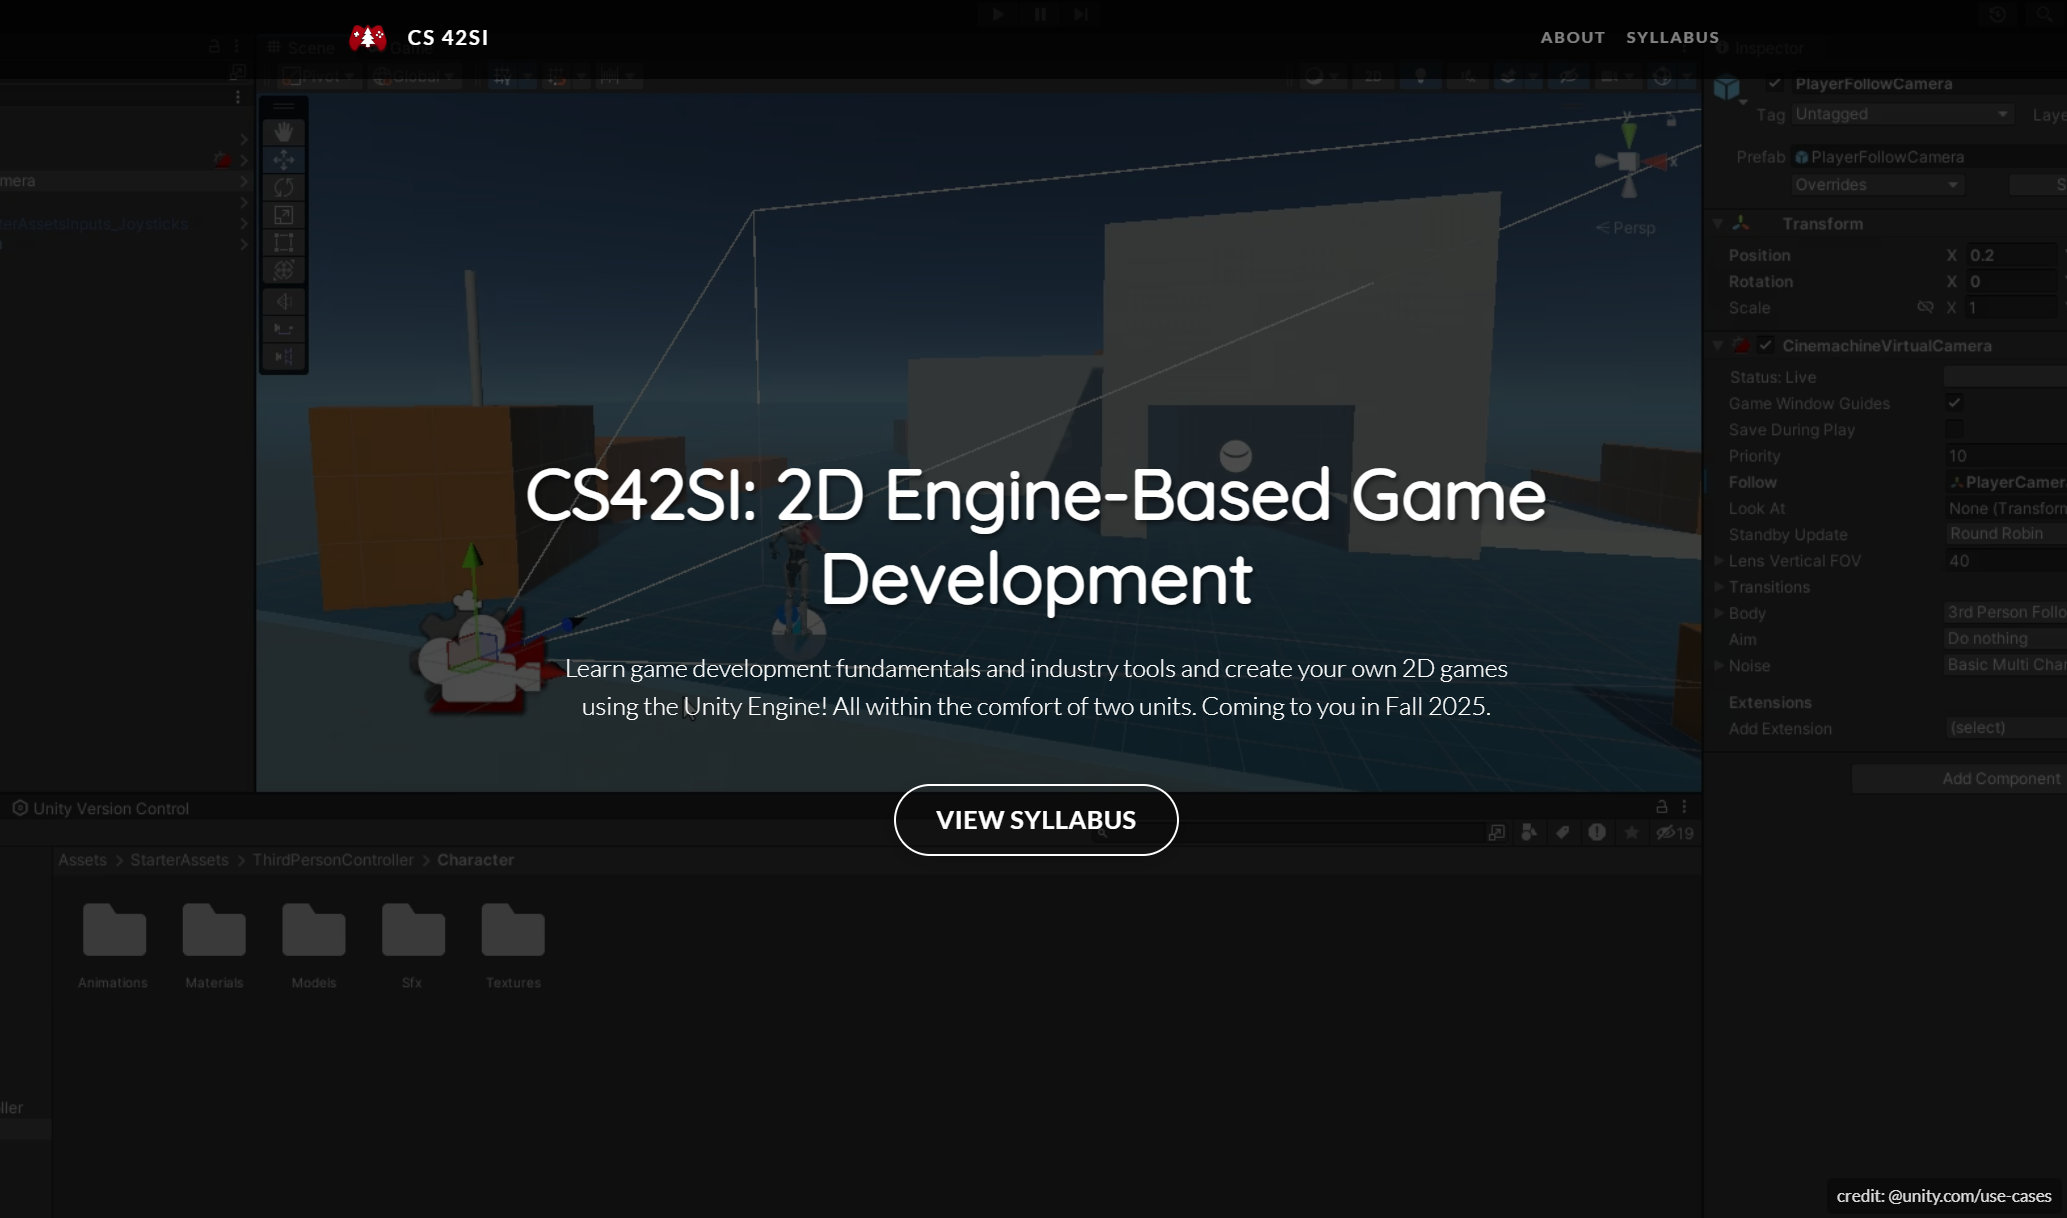 CS 42SI
ABOUT
SYLLABUS
Scene
Game
Inspector
Pivot
Global
2D
PlayerFollowCamera
Tag
Untagged
Prefab
PlayerFollowCamera
mera
Overrides
terAssetsInputs_Joysticks
y
x
Persp
Transform
Position X 0.2
Rotation X 0
Scale X 1
CinemachineVirtualCamera
Status: Live
Game Window Guides
Save During Play
Priority 10
Follow PlayerCamer
Look At None (Transform
Standby Update Round Robin
Lens Vertical FOV 40
Transitions
Body 3rd Person Follo
Aim Do nothing
Noise Basic Multi Cha
Extensions
Add Extension (select)
Add Component
CS42SI: 2D Engine-Based Game
Development
Learn game development fundamentals and industry tools and create your own 2D games
using the Unity Engine! All within the comfort of two units. Coming to you in Fall 2025.
VIEW SYLLABUS
Unity Version Control
19
Assets > StarterAssets > ThirdPersonController > Character
Animations
Materials
Models
Sfx
Textures
ller
credit: @unity.com/use-cases